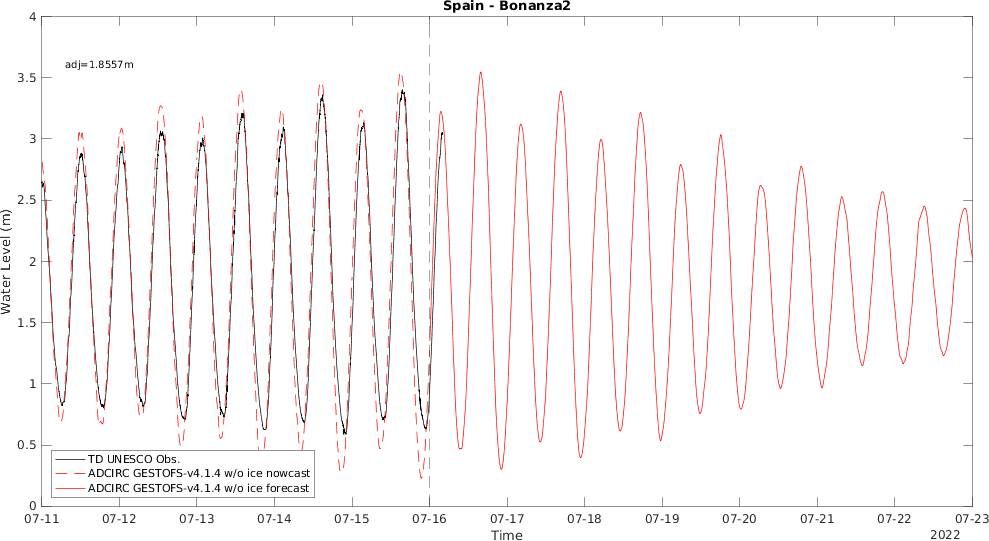 Spain - Bonanza2
adj=1.8557m
Water Level (m)
4
3.5
3
2.5
2
1.5
1
0.5
0
TD UNESCO Obs.
ADCIRC GESTOFS-v4.1.4 w/o ice nowcast
ADCIRC GESTOFS-v4.1.4 w/o ice forecast
07-11 07-12 07-13 07-14 07-15 07-16 07-17 07-18 07-19 07-20 07-21 07-22 07-23
Time
2022